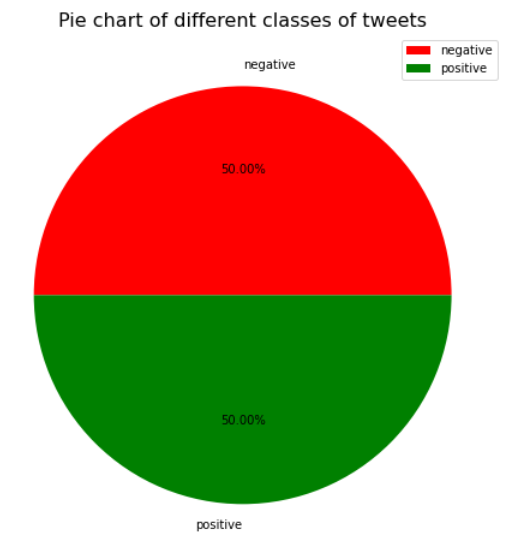 Pie chart of different classes of tweets
negative
positive
negative
50.00%
50.00%
positive